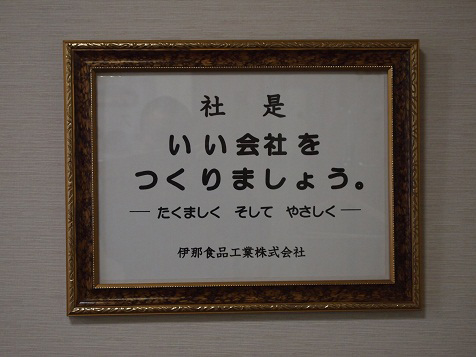 社 是
いい会社を
つくりましょう。
― たくましく そして やさしく ―
伊那食品工業株式会社